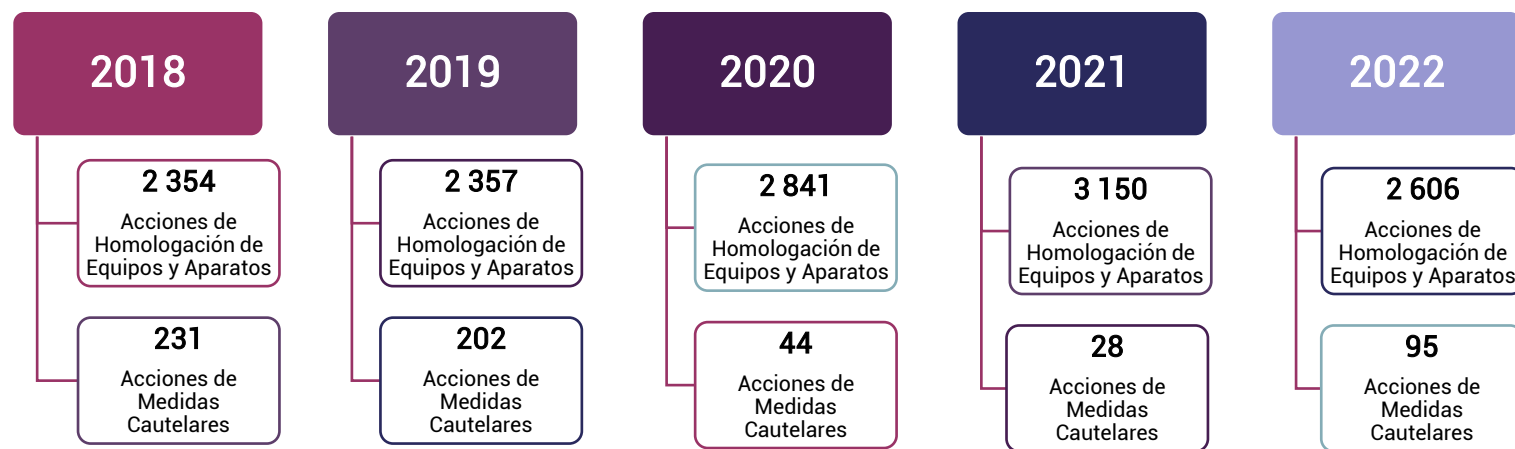 2018
2 354
Acciones de
Homologación de
Equipos y Aparatos
231
Acciones de
Medidas
Cautelares
2019
2 357
Acciones de
Homologación de
Equipos y Aparatos
202
Acciones de
Medidas
Cautelares
2020
2 841
Acciones de
Homologación de
Equipos y Aparatos
44
Acciones de
Medidas
Cautelares
2021
3 150
Acciones de
Homologación de
Equipos y Aparatos
28
Acciones de
Medidas
Cautelares
2022
2 606
Acciones de
Homologación de
Equipos y Aparatos
95
Acciones de
Medidas
Cautelares